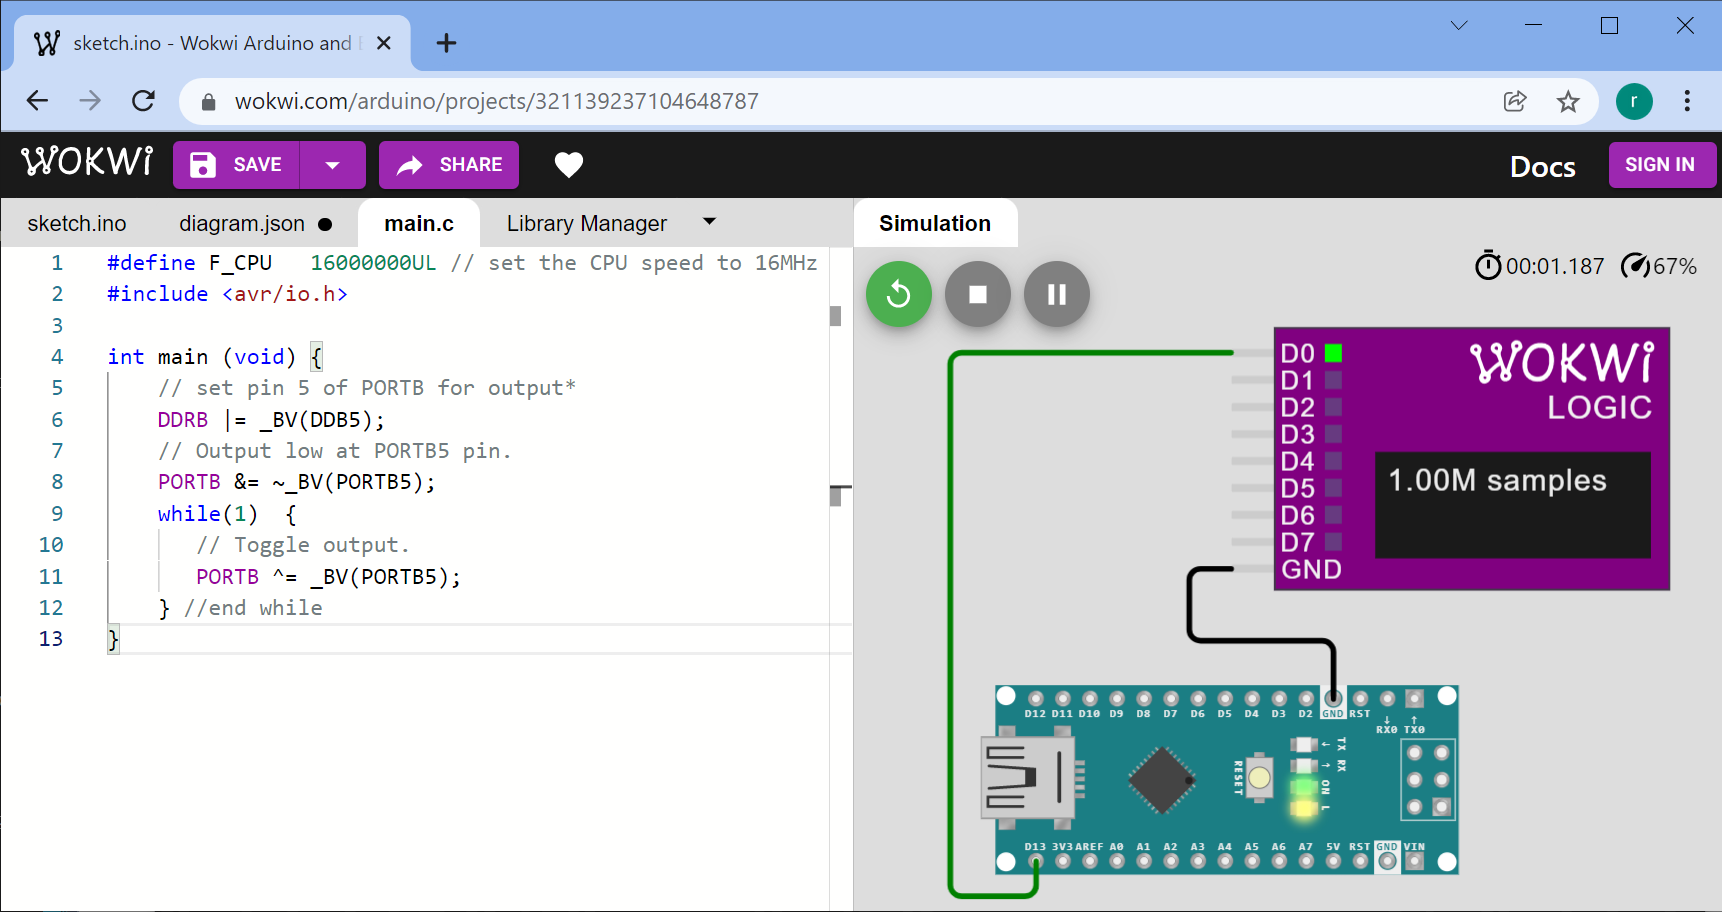 sketch.ino - Wokwi Arduino and
wokwi.com/arduino/projects/321139237104648787
r
WOKWi
SAVE
SHARE
Docs
SIGN IN
sketch.ino
diagram.json
main.c
Library Manager
Simulation
1 #define F_CPU   16000000UL // set the CPU speed to 16MHz
2 #include <avr/io.h>
3
4 int main (void) {
5     // set pin 5 of PORTB for output*
6     DDRB |= _BV(DDB5);
7     // Output low at PORTB5 pin.
8     PORTB &= ~_BV(PORTB5);
9     while(1)  {
10        // Toggle output.
11        PORTB ^= _BV(PORTB5);
12     } //end while
13 }
00:01.187 67%
D0
D1
D2
D3
D4
D5
D6
D7
GND
WOKWi
LOGIC
1.00M samples
D12 D11 D10 D9 D8 D7 D6 D5 D4 D3 D2 GND RST
RX0 TX0
RESET
TX
RX
ON
L
D13 3V3 AREF A0 A1 A2 A3 A4 A5 A6 A7 5V RST GND VIN